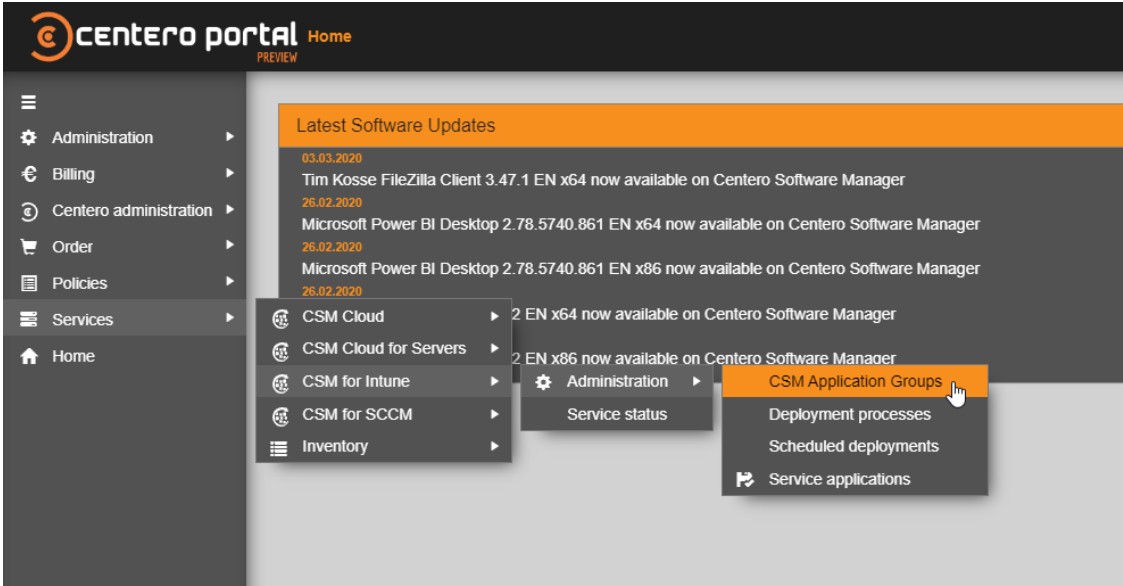 centero portal
PREVIEW
Home
Administration
Billing
Centero administration
Order
Policies
Services
Home
Latest Software Updates
03.03.2020
Tim Kosse FileZilla Client 3.47.1 EN x64 now available on Centero Software Manager
26.02.2020
Microsoft Power BI Desktop 2.78.5740.861 EN x64 now available on Centero Software Manager
26.02.2020
Microsoft Power BI Desktop 2.78.5740.861 EN x86 now available on Centero Software Manager
26.02.2020
2 EN x64 now available on Centero Software Manager
2 EN x86 now available on Centero Software Manager
CSM Cloud
CSM Cloud for Servers
CSM for Intune
CSM for SCCM
Inventory
Administration
Service status
CSM Application Groups
Deployment processes
Scheduled deployments
Service applications